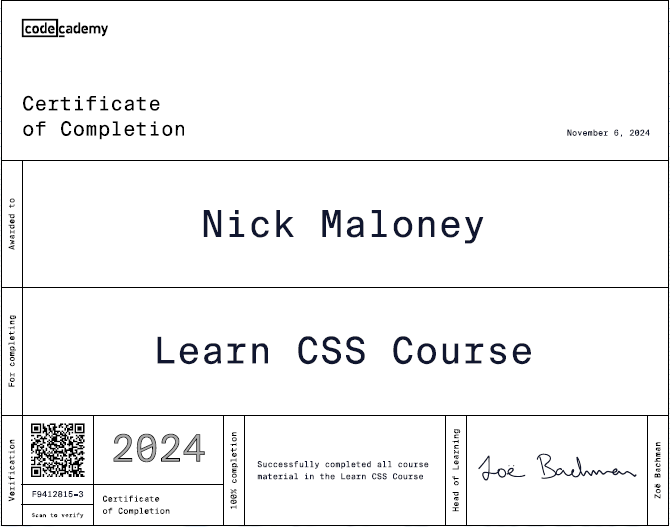 codecademy
Certificate
of Completion
November 6, 2024
Awarded to
Nick Maloney
For completing
Learn CSS Course
Verification
F9412815-3
Scan to verify
2024
Certificate
of Completion
100% completion
Successfully completed all course
material in the Learn CSS Course
Head of Learning
Zoë Bachman
Zoë Bachman